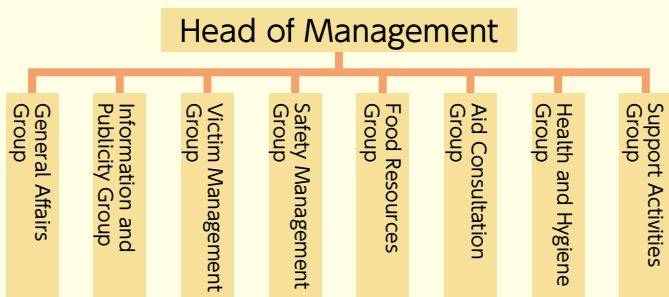 Head of Management
General Affairs
Group
Information and
Publicity Group
Victim Management
Group
Safety Management
Group
Food Resources
Group
Aid Consultation
Group
Health and Hygiene
Group
Support Activities
Group